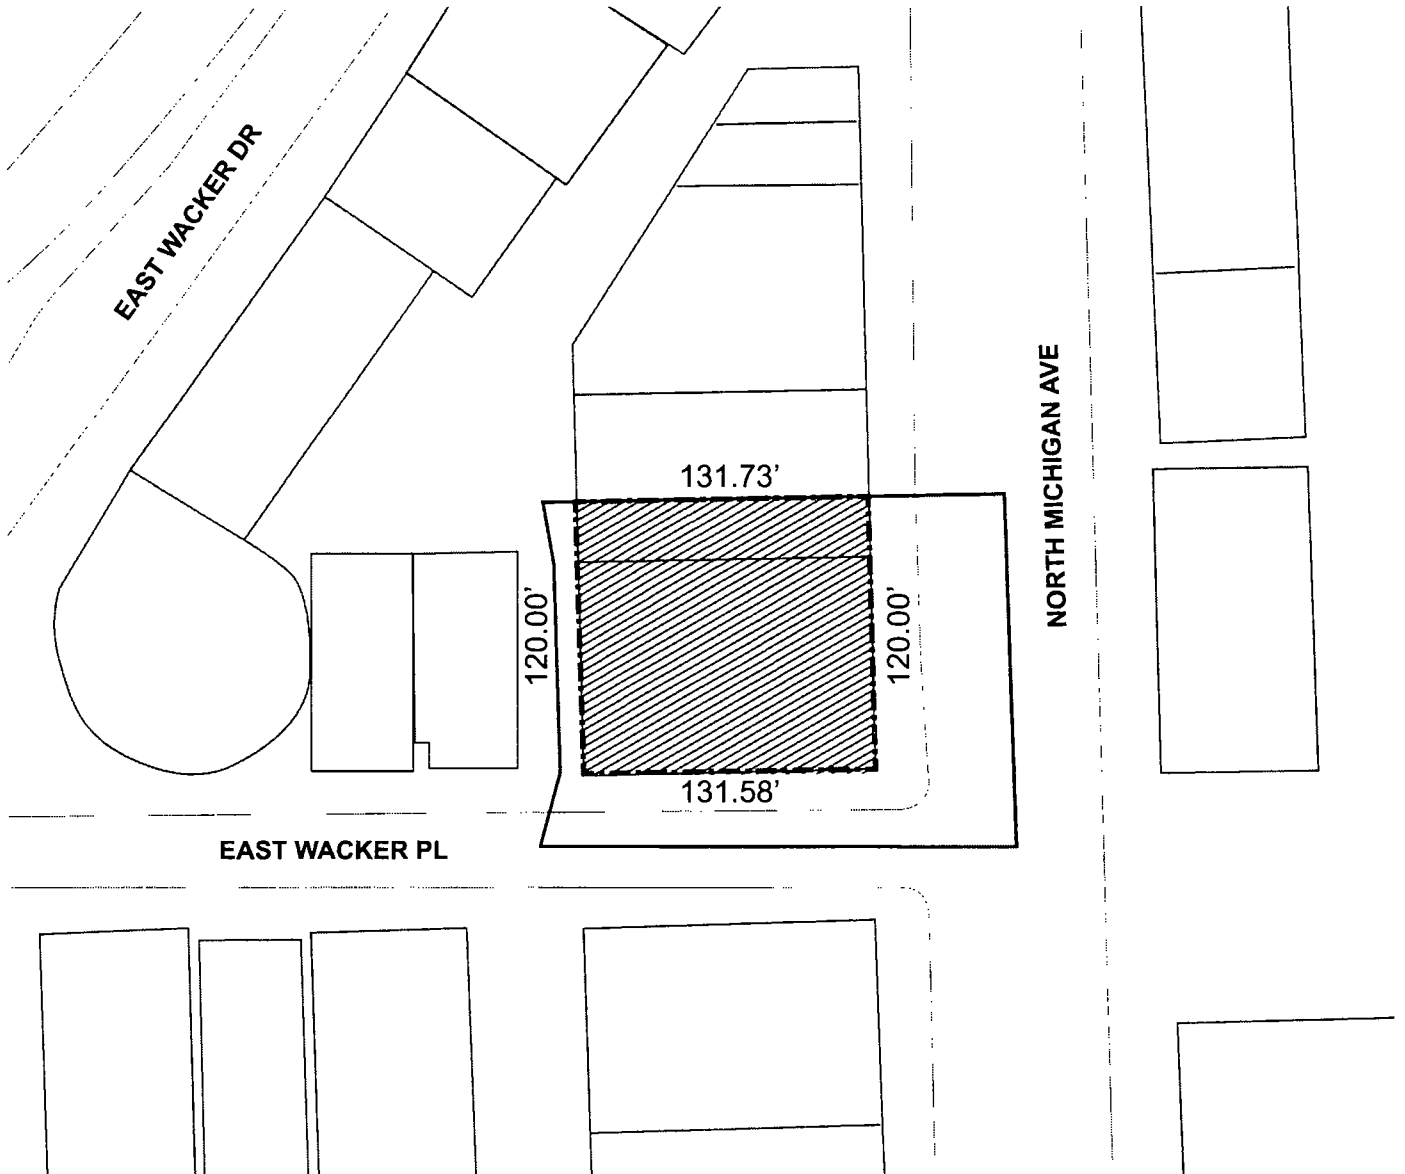 EAST WACKER DR
NORTH MICHIGAN AVE
131.73'
120.00'
120.00'
131.58'
EAST WACKER PL